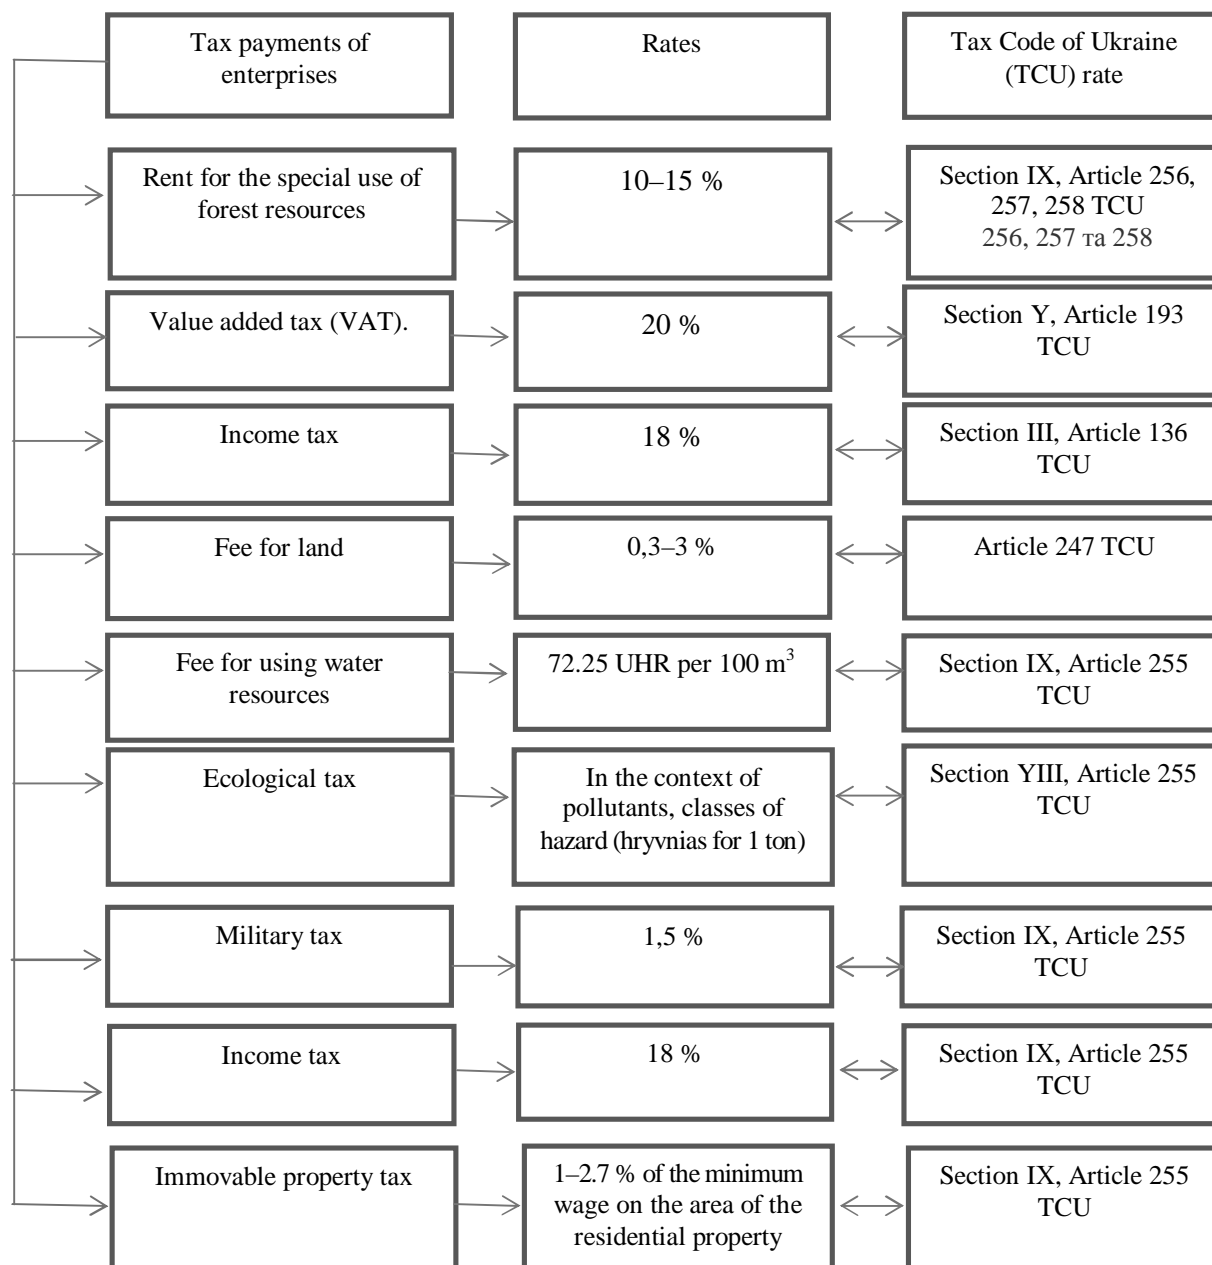 Tax payments of
enterprises
Rates
Tax Code of Ukraine
(TCU) rate
Rent for the special use of
forest resources
10–15 %
Section IX, Article 256,
257, 258 TCU
256, 257 та 258
Value added tax (VAT).
20 %
Section Y, Article 193
TCU
Income tax
18 %
Section III, Article 136
TCU
Fee for land
0,3–3 %
Article 247 TCU
Fee for using water
resources
72.25 UHR per 100 m³
Section IX, Article 255
TCU
Ecological tax
In the context of
pollutants, classes of
hazard (hryvnias for 1 ton)
Section YIII, Article 255
TCU
Military tax
1,5 %
Section IX, Article 255
TCU
Income tax
18 %
Section IX, Article 255
TCU
Immovable property tax
1–2.7 % of the minimum
wage on the area of the
residential property
Section IX, Article 255
TCU